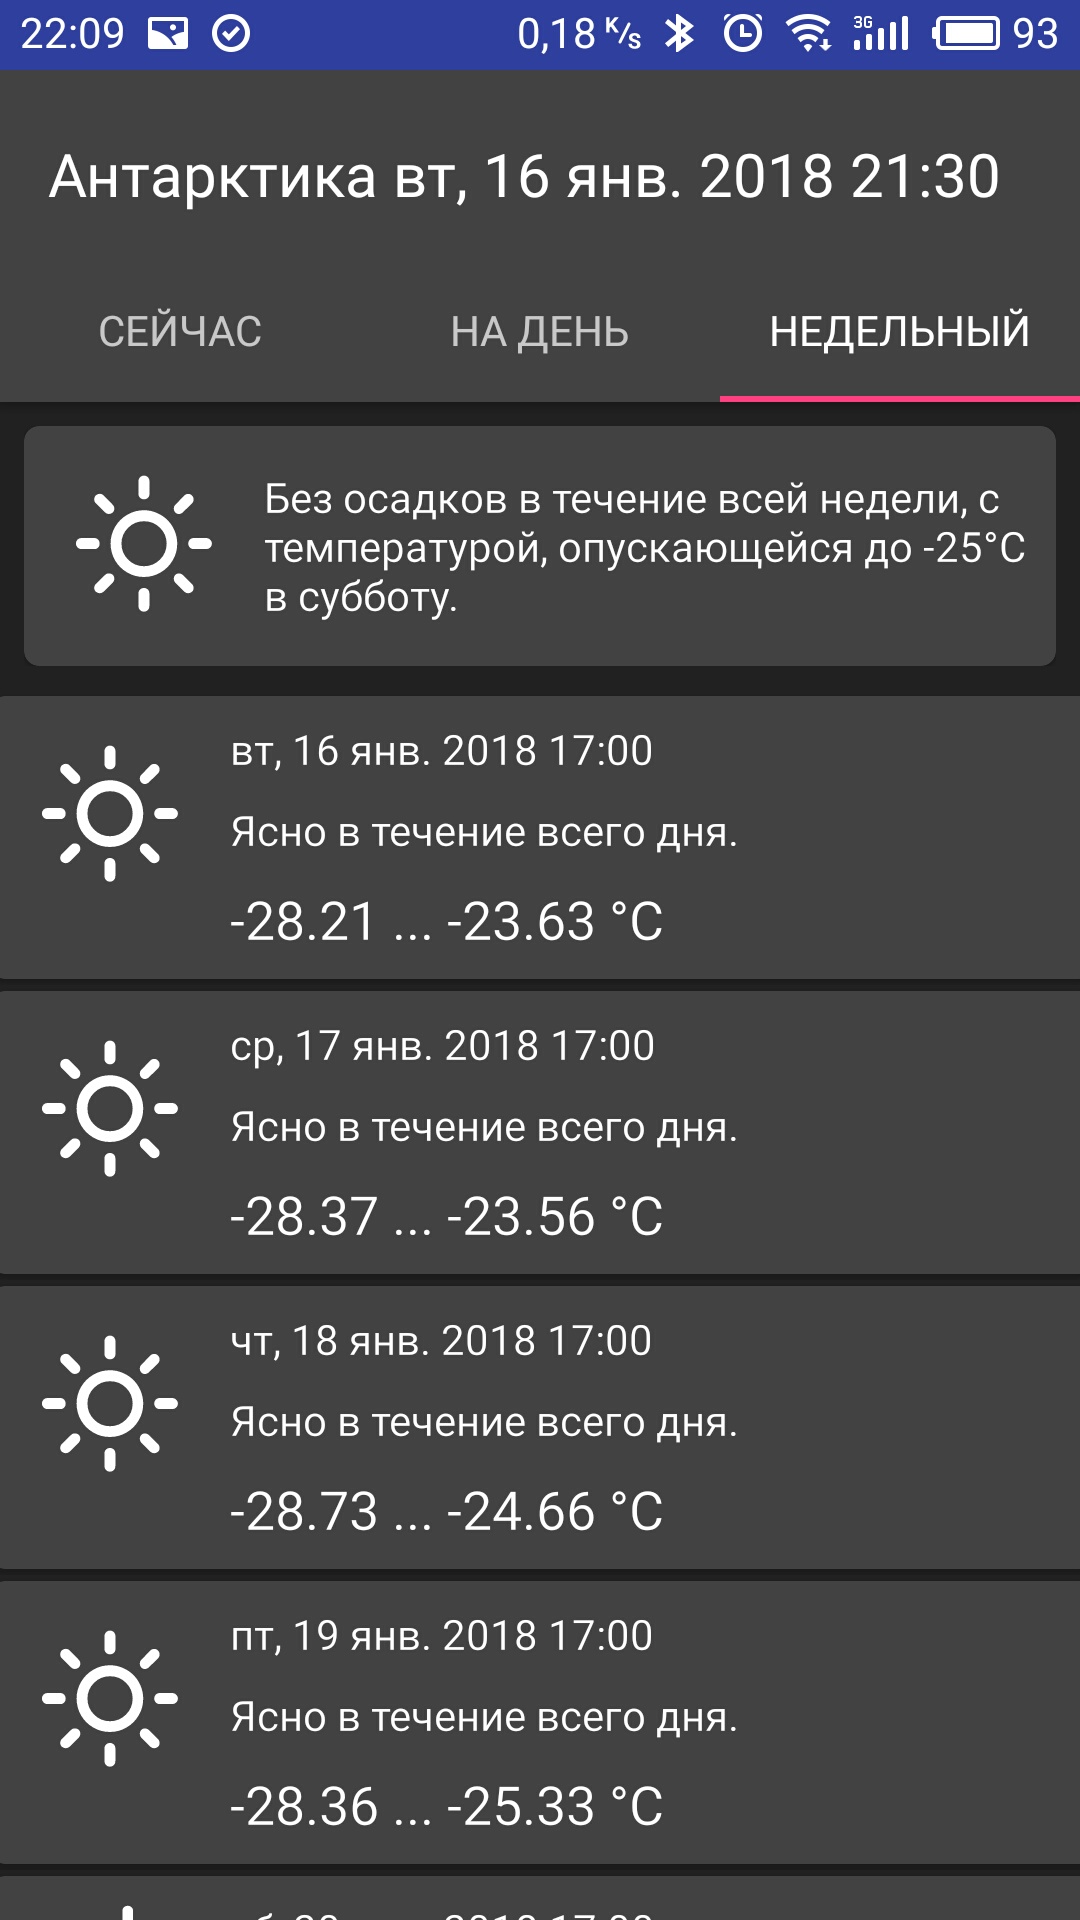 22:09 0,18 K/s 3G 93
Антарктика вт, 16 янв. 2018 21:30
СЕЙЧАС НА ДЕНЬ НЕДЕЛЬНЫЙ
Без осадков в течение всей недели, с
температурой, опускающейся до -25°C
в субботу.
вт, 16 янв. 2018 17:00
Ясно в течение всего дня.
-28.21 ... -23.63 °C
ср, 17 янв. 2018 17:00
Ясно в течение всего дня.
-28.37 ... -23.56 °C
чт, 18 янв. 2018 17:00
Ясно в течение всего дня.
-28.73 ... -24.66 °C
пт, 19 янв. 2018 17:00
Ясно в течение всего дня.
-28.36 ... -25.33 °C